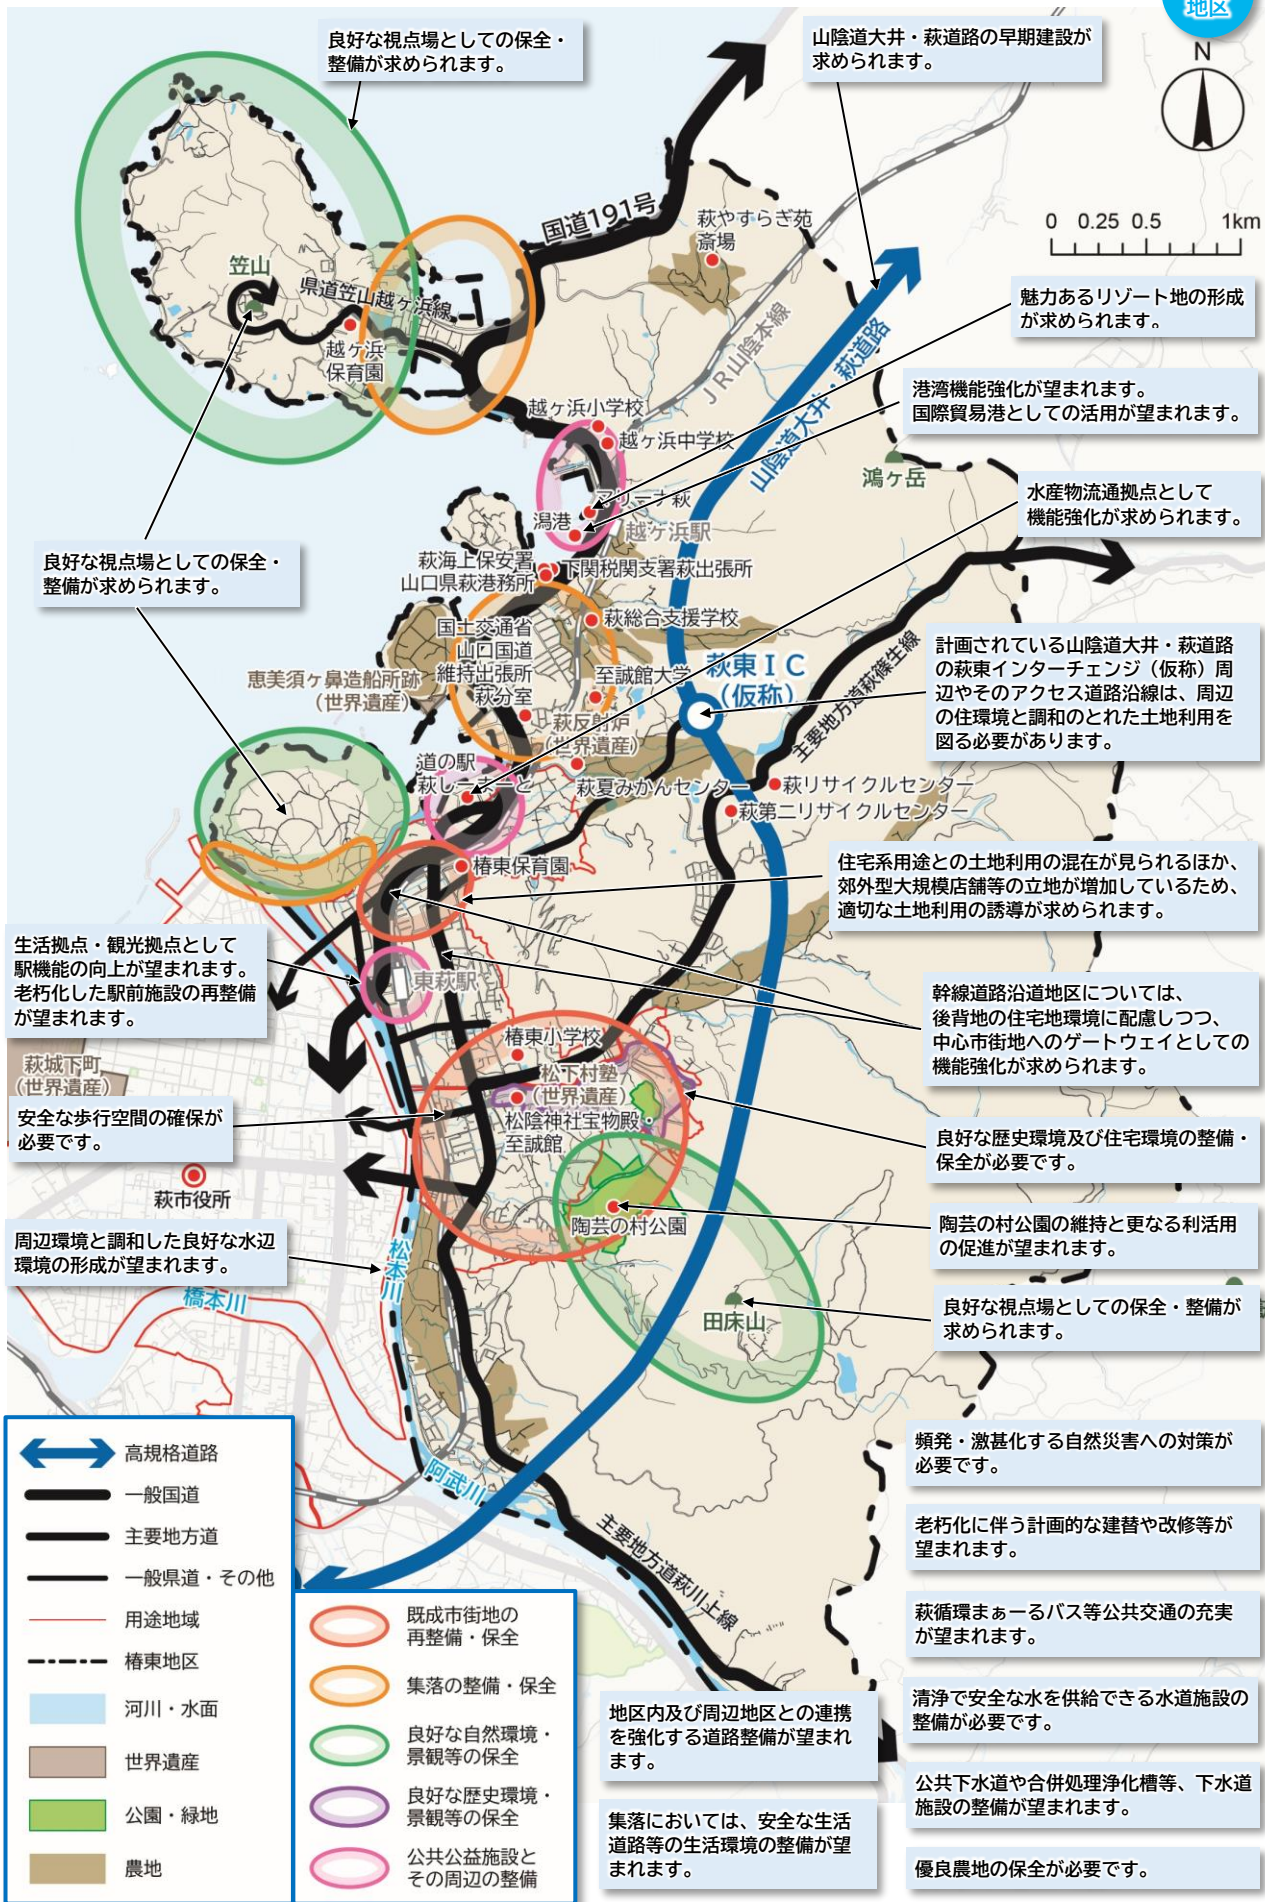 地区
良好な視点場としての保全・
整備が求められます。
山陰道大井・萩道路の早期建設が
求められます。
N
0 0.25 0.5 1km
国道191号
萩やすらぎ苑
斎場
笠山
県道笠山越ヶ浜線
越ヶ浜
保育園
JR山陰本線
山陰道大井・萩道路
魅力あるリゾート地の形成
が求められます。
港湾機能強化が望まれます。
国際貿易港としての活用が望まれます。
越ヶ浜小学校
越ヶ浜中学校
鴻ヶ岳
水産物流通拠点として
機能強化が求められます。
マリーナ萩
潟港
越ヶ浜駅
良好な視点場としての保全・
整備が求められます。
萩海上保安署
山口県萩港務所
下関税関支署萩出張所
萩総合支援学校
国土交通省
山口国道
維持出張所
萩分室
至誠館大学
恵美須ヶ鼻造船所跡
(世界遺産)
萩反射炉
(世界遺産)
萩東IC
(仮称)
主要地方道萩篠生線
計画されている山陰道大井・萩道路
の萩東インターチェンジ(仮称)周
辺やそのアクセス道路沿線は、周辺
の住環境と調和のとれた土地利用を
図る必要があります。
道の駅
萩しーまーと
萩夏みかんセンター
萩リサイクルセンター
萩第二リサイクルセンター
椿東保育園
住宅系用途との土地利用の混在が見られるほか、
郊外型大規模店舗等の立地が増加しているため、
適切な土地利用の誘導が求められます。
生活拠点・観光拠点として
駅機能の向上が望まれます。
老朽化した駅前施設の再整備
が望まれます。
東萩駅
幹線道路沿道地区については、
後背地の住宅地環境に配慮しつつ、
中心市街地へのゲートウェイとしての
機能強化が求められます。
椿東小学校
萩城下町
(世界遺産)
松下村塾
(世界遺産)
松陰神社宝物殿・
至誠館
安全な歩行空間の確保が
必要です。
良好な歴史環境及び住宅環境の整備・
保全が必要です。
萩市役所
陶芸の村公園
陶芸の村公園の維持と更なる利活用
の促進が望まれます。
周辺環境と調和した良好な水辺
環境の形成が望まれます。
松本川
橋本川
田床山
良好な視点場としての保全・整備が
求められます。
阿武川
主要地方道萩川上線
高規格道路
一般国道
主要地方道
一般県道・その他
用途地域
椿東地区
河川・水面
世界遺産
公園・緑地
農地
既成市街地の
再整備・保全
集落の整備・保全
良好な自然環境・
景観等の保全
良好な歴史環境・
景観等の保全
公共公益施設と
その周辺の整備
地区内及び周辺地区との連携
を強化する道路整備が望まれ
ます。
集落においては、安全な生活
道路等の生活環境の整備が望
まれます。
頻発・激甚化する自然災害への対策が
必要です。
老朽化に伴う計画的な建替や改修等が
望まれます。
萩循環まぁーるバス等公共交通の充実
が望まれます。
清浄で安全な水を供給できる水道施設の
整備が必要です。
公共下水道や合併処理浄化槽等、下水道
施設の整備が望まれます。
優良農地の保全が必要です。